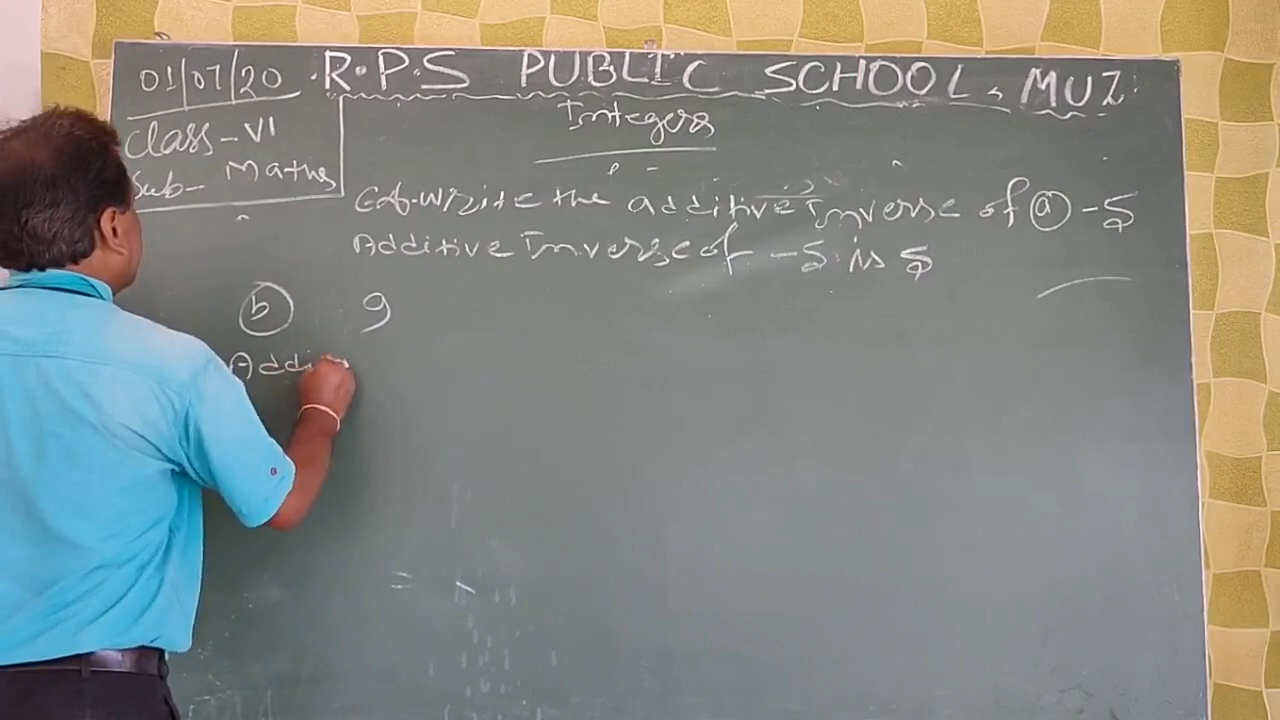 01/07/20 R.P.S PUBLIC SCHOOL, MUZ:
Class-VI
Sub- Maths
Integers
write the additive Inverse of (a) -5
Additive Inverse of -5 is 5
(b) 9
Addi
=